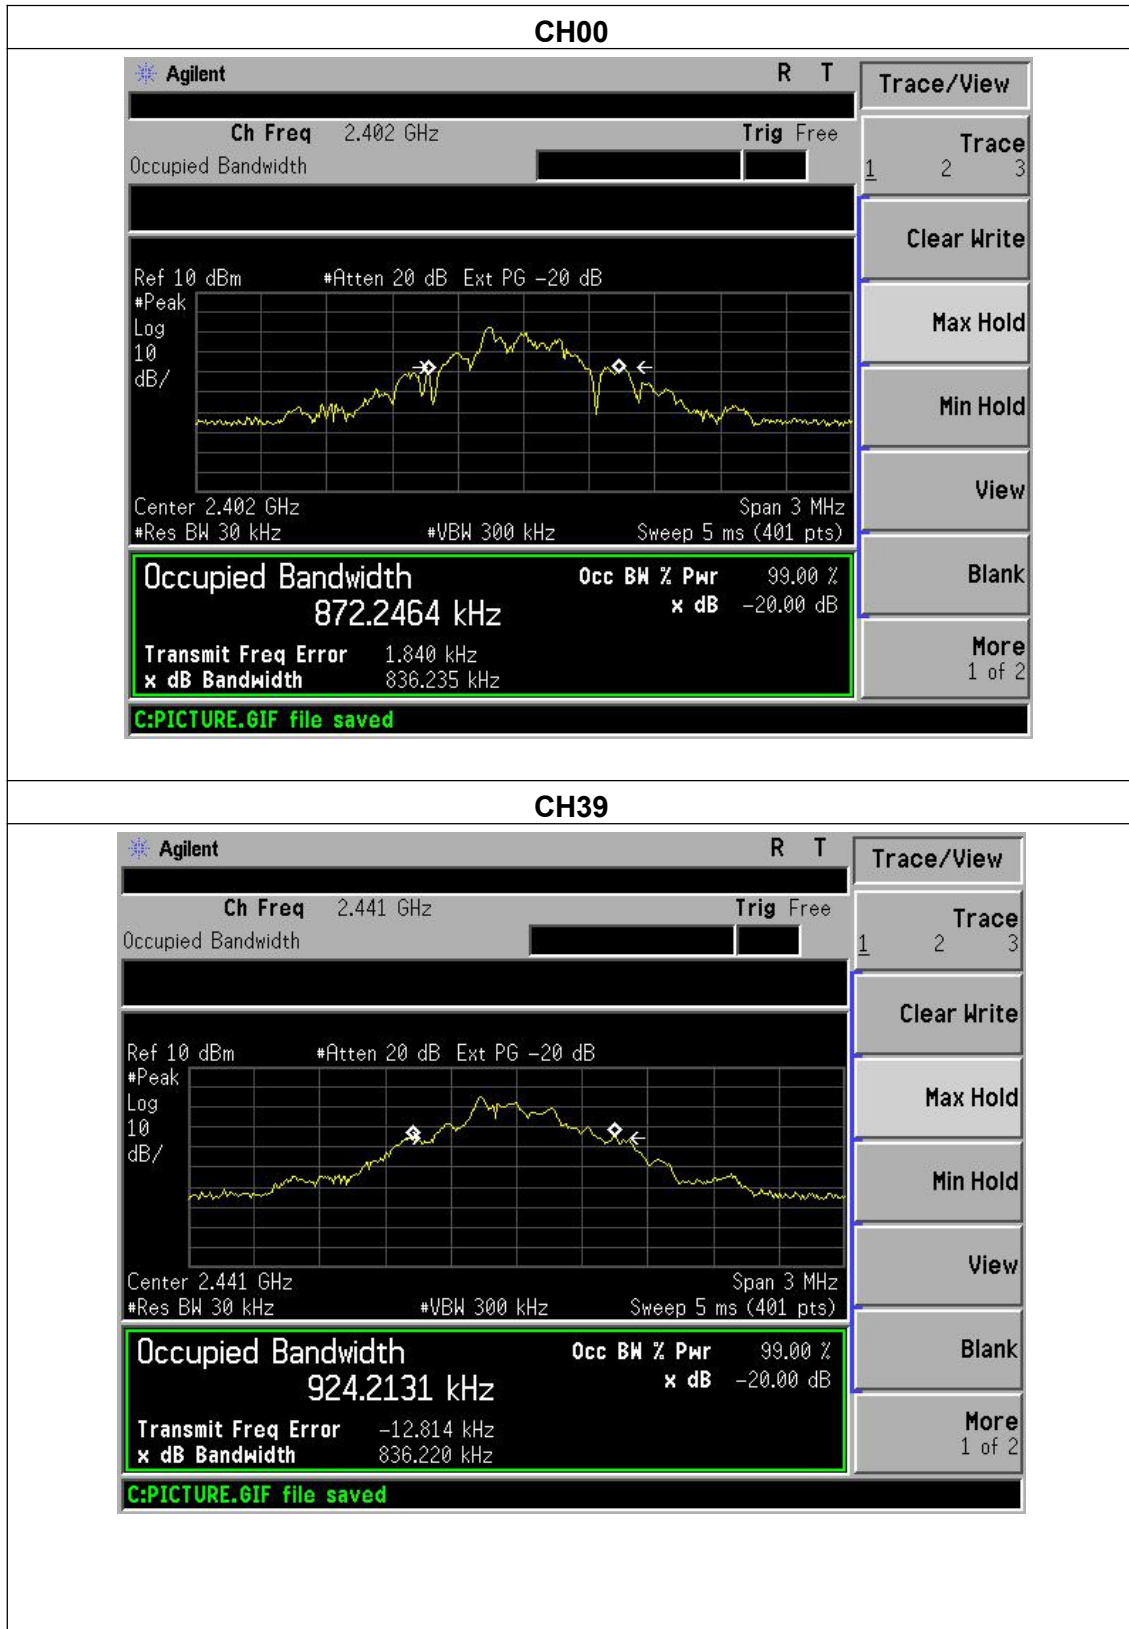 CH00
Agilent R T
Trace/View
Ch Freq 2.402 GHz Trig Free
Occupied Bandwidth
Trace
1 2 3
Clear Write
Max Hold
Min Hold
View
Blank
More
1 of 2
Ref 10 dBm #Atten 20 dB Ext PG -20 dB
#Peak
Log
10
dB/
Center 2.402 GHz Span 3 MHz
#Res BW 30 kHz #VBW 300 kHz Sweep 5 ms (401 pts)
Occupied Bandwidth Occ BW % Pwr 99.00 %
872.2464 kHz x dB -20.00 dB
Transmit Freq Error 1.840 kHz
x dB Bandwidth 836.235 kHz
C:PICTURE.GIF file saved
CH39
Agilent R T
Trace/View
Ch Freq 2.441 GHz Trig Free
Occupied Bandwidth
Trace
1 2 3
Clear Write
Max Hold
Min Hold
View
Blank
More
1 of 2
Ref 10 dBm #Atten 20 dB Ext PG -20 dB
#Peak
Log
10
dB/
Center 2.441 GHz Span 3 MHz
#Res BW 30 kHz #VBW 300 kHz Sweep 5 ms (401 pts)
Occupied Bandwidth Occ BW % Pwr 99.00 %
924.2131 kHz x dB -20.00 dB
Transmit Freq Error -12.814 kHz
x dB Bandwidth 836.220 kHz
C:PICTURE.GIF file saved